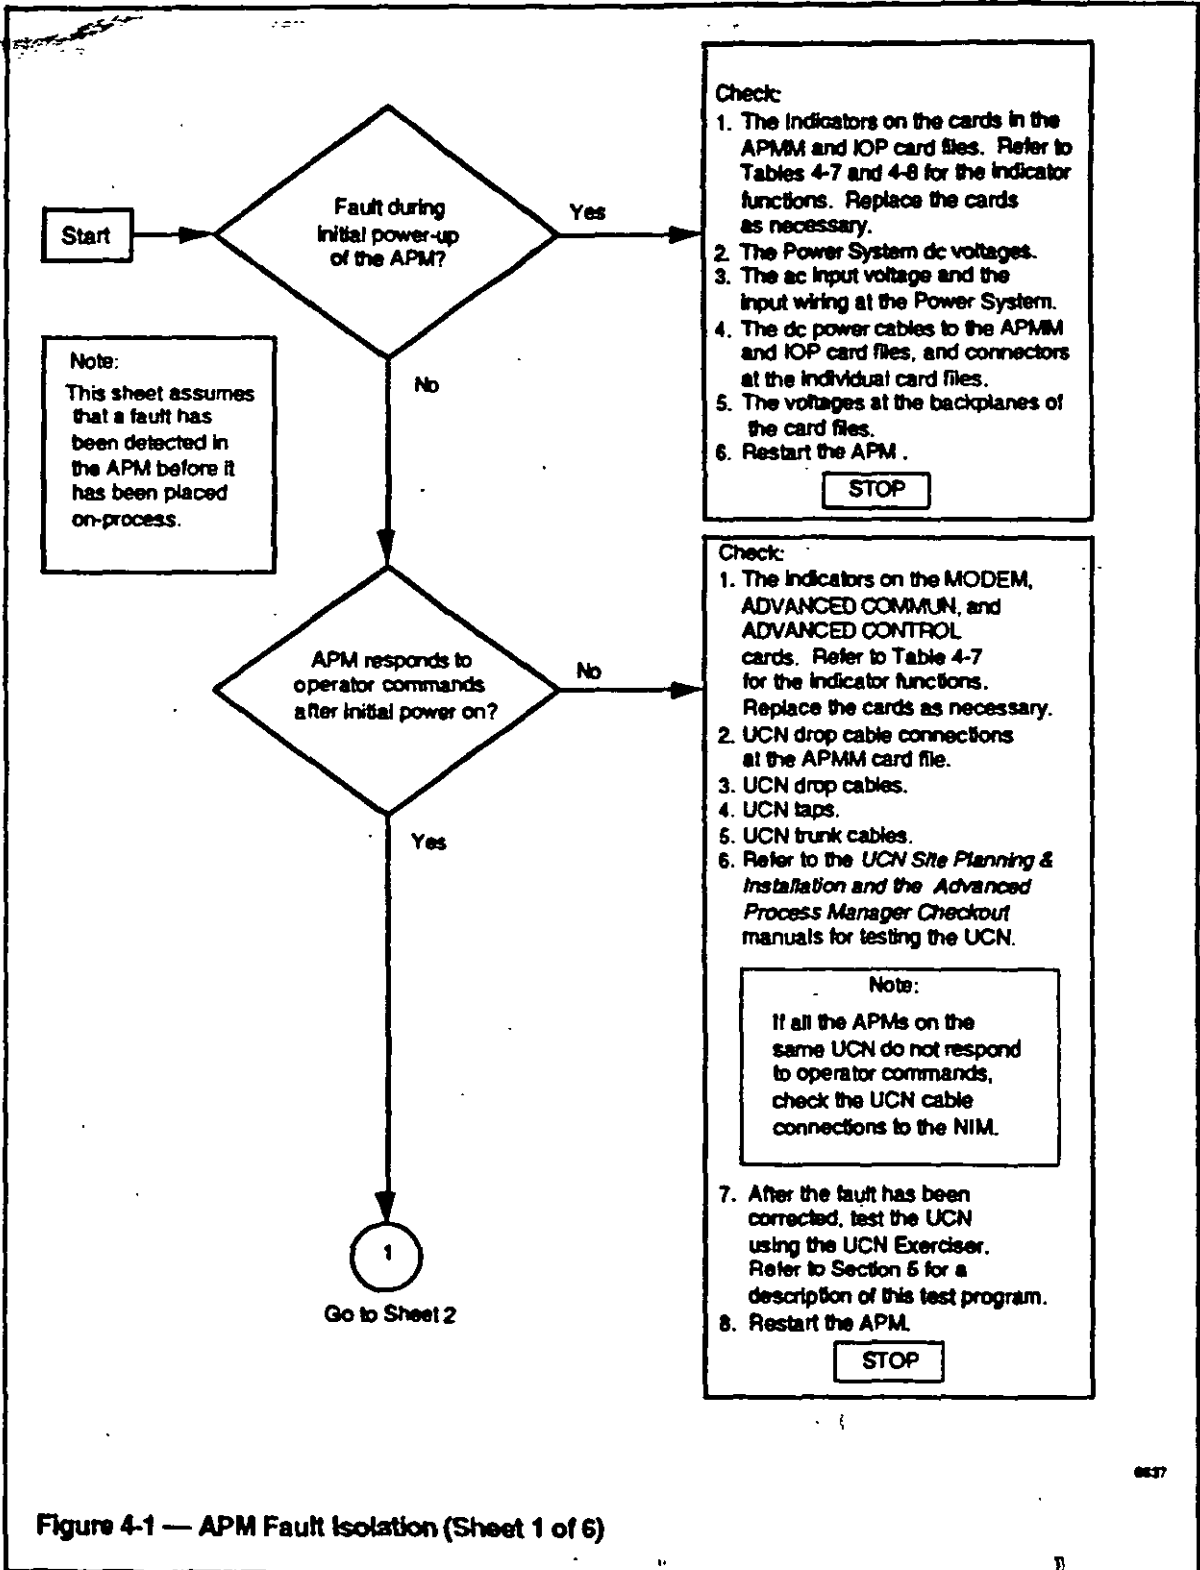 Start
Fault during
initial power-up
of the APM?
Yes
No
Note:
This sheet assumes
that a fault has
been detected in
the APM before it
has been placed
on-process.
Check:
1. The Indicators on the cards in the
APMM and IOP card files. Refer to
Tables 4-7 and 4-8 for the indicator
functions. Replace the cards
as necessary.
2. The Power System dc voltages.
3. The ac input voltage and the
input wiring at the Power System.
4. The dc power cables to the APMM
and IOP card files, and connectors
at the individual card files.
5. The voltages at the backplanes of
the card files.
6. Restart the APM .
STOP
APM responds to
operator commands
after initial power on?
No
Yes
Check:
1. The indicators on the MODEM,
ADVANCED COMMUN, and
ADVANCED CONTROL
cards. Refer to Table 4-7
for the indicator functions.
Replace the cards as necessary.
2. UCN drop cable connections
at the APMM card file.
3. UCN drop cables.
4. UCN taps.
5. UCN trunk cables.
6. Refer to the UCN Site Planning &
Installation and the Advanced
Process Manager Checkout
manuals for testing the UCN.
Note:
If all the APMs on the
same UCN do not respond
to operator commands,
check the UCN cable
connections to the NIM.
7. After the fault has been
corrected, test the UCN
using the UCN Exerciser.
Refer to Section 5 for a
description of this test program.
8. Restart the APM.
STOP
1
Go to Sheet 2
Figure 4-1 — APM Fault Isolation (Sheet 1 of 6)